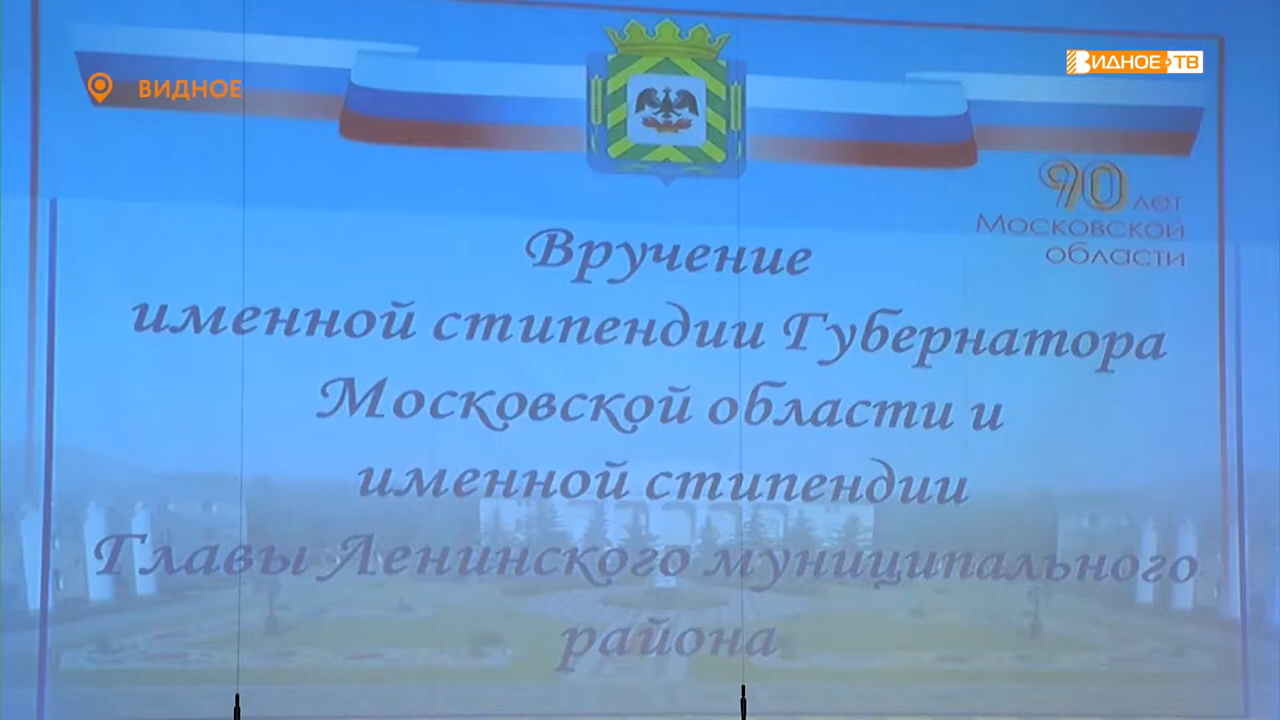 ВИДНОЕ
ВИДНОЕ ТВ
90 лет
Московской
области
Вручение
именной стипендии Губернатора
Московской области и
именной стипендии
Главы Ленинского муниципального
района